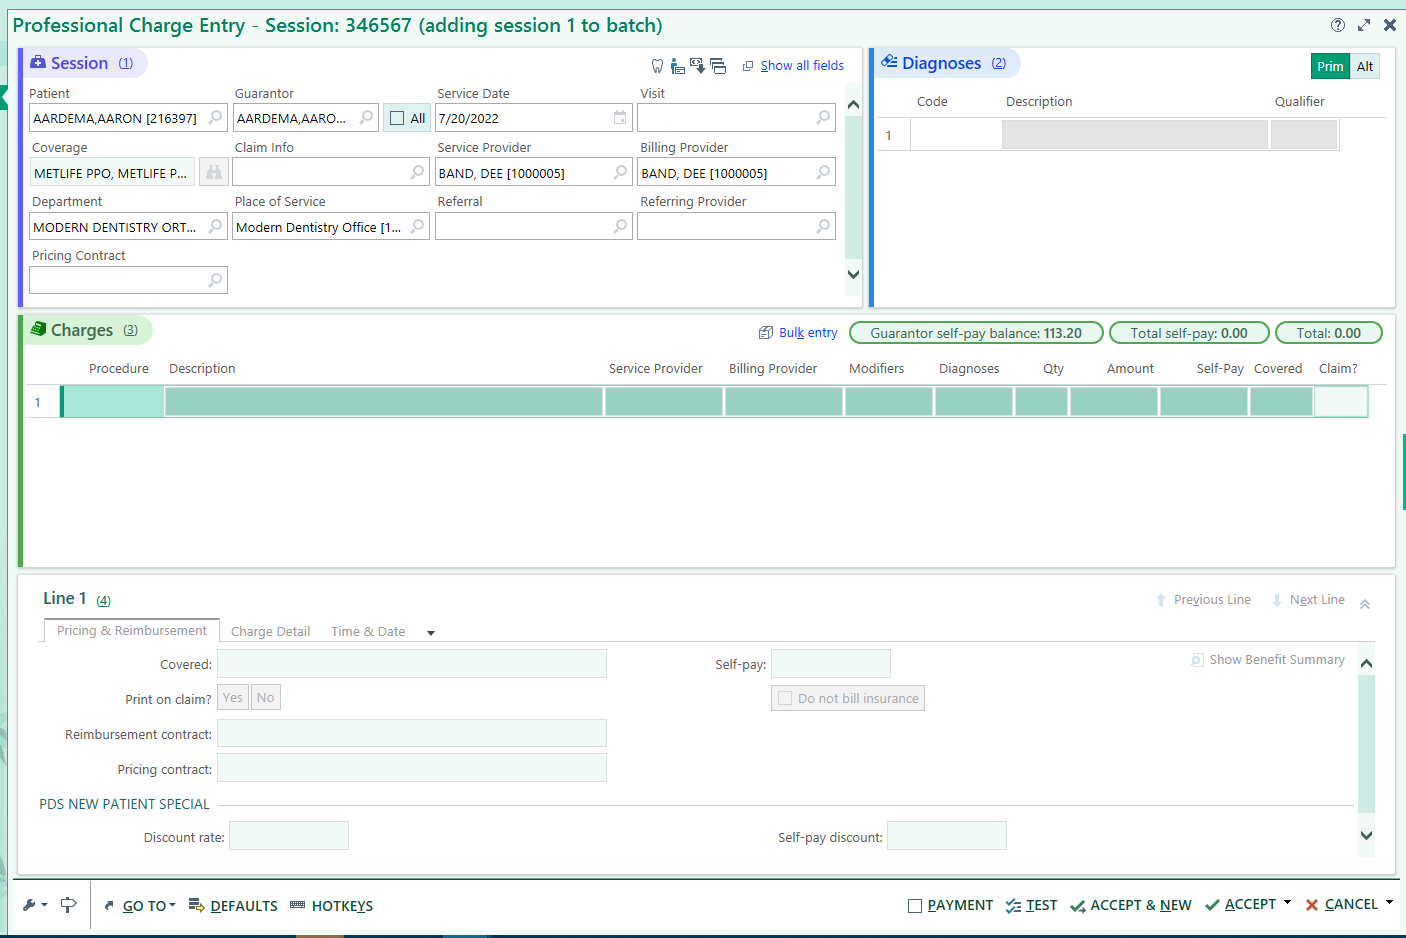 Professional Charge Entry - Session: 346567 (adding session 1 to batch)
Session (1)
Show all fields
Patient Guarantor Service Date Visit
AARDEMA,AARON [216397] AARDEMA,AARO... All 7/20/2022
Coverage Claim Info Service Provider Billing Provider
METLIFE PPO, METLIFE P... BAND, DEE [1000005] BAND, DEE [1000005]
Department Place of Service Referral Referring Provider
MODERN DENTISTRY ORT... Modern Dentistry Office [1...
Pricing Contract
Diagnoses (2)
Prim Alt
Code Description Qualifier
1
Charges (3)
Bulk entry Guarantor self-pay balance: 113.20 Total self-pay: 0.00 Total: 0.00
Procedure Description Service Provider Billing Provider Modifiers Diagnoses Qty Amount Self-Pay Covered Claim?
1
Line 1 (4)
Previous Line Next Line
Pricing & Reimbursement Charge Detail Time & Date
Covered: Self-pay: Show Benefit Summary
Print on claim? Yes No Do not bill insurance
Reimbursement contract:
Pricing contract:
PDS NEW PATIENT SPECIAL
Discount rate: Self-pay discount:
GO TO DEFAULTS HOTKEYS PAYMENT TEST ACCEPT & NEW ACCEPT CANCEL